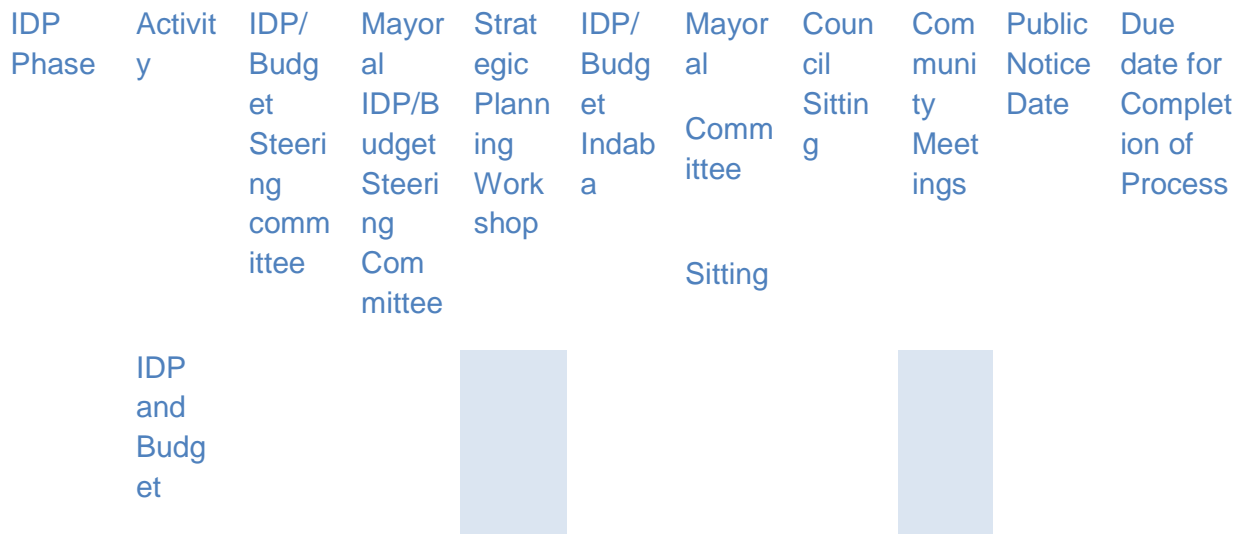 IDP
Phase
Activit
y
IDP/
Budg
et
Steeri
ng
comm
ittee
Mayor
al
IDP/B
udget
Steeri
ng
Com
mittee
Strat
egic
Plann
ing
Work
shop
IDP/
Budg
et
Indab
a
Mayor
al
Comm
ittee
Sitting
Coun
cil
Sittin
g
Com
muni
ty
Meet
ings
Public
Notice
Date
Due
date for
Complet
ion of
Process
IDP
and
Budg
et